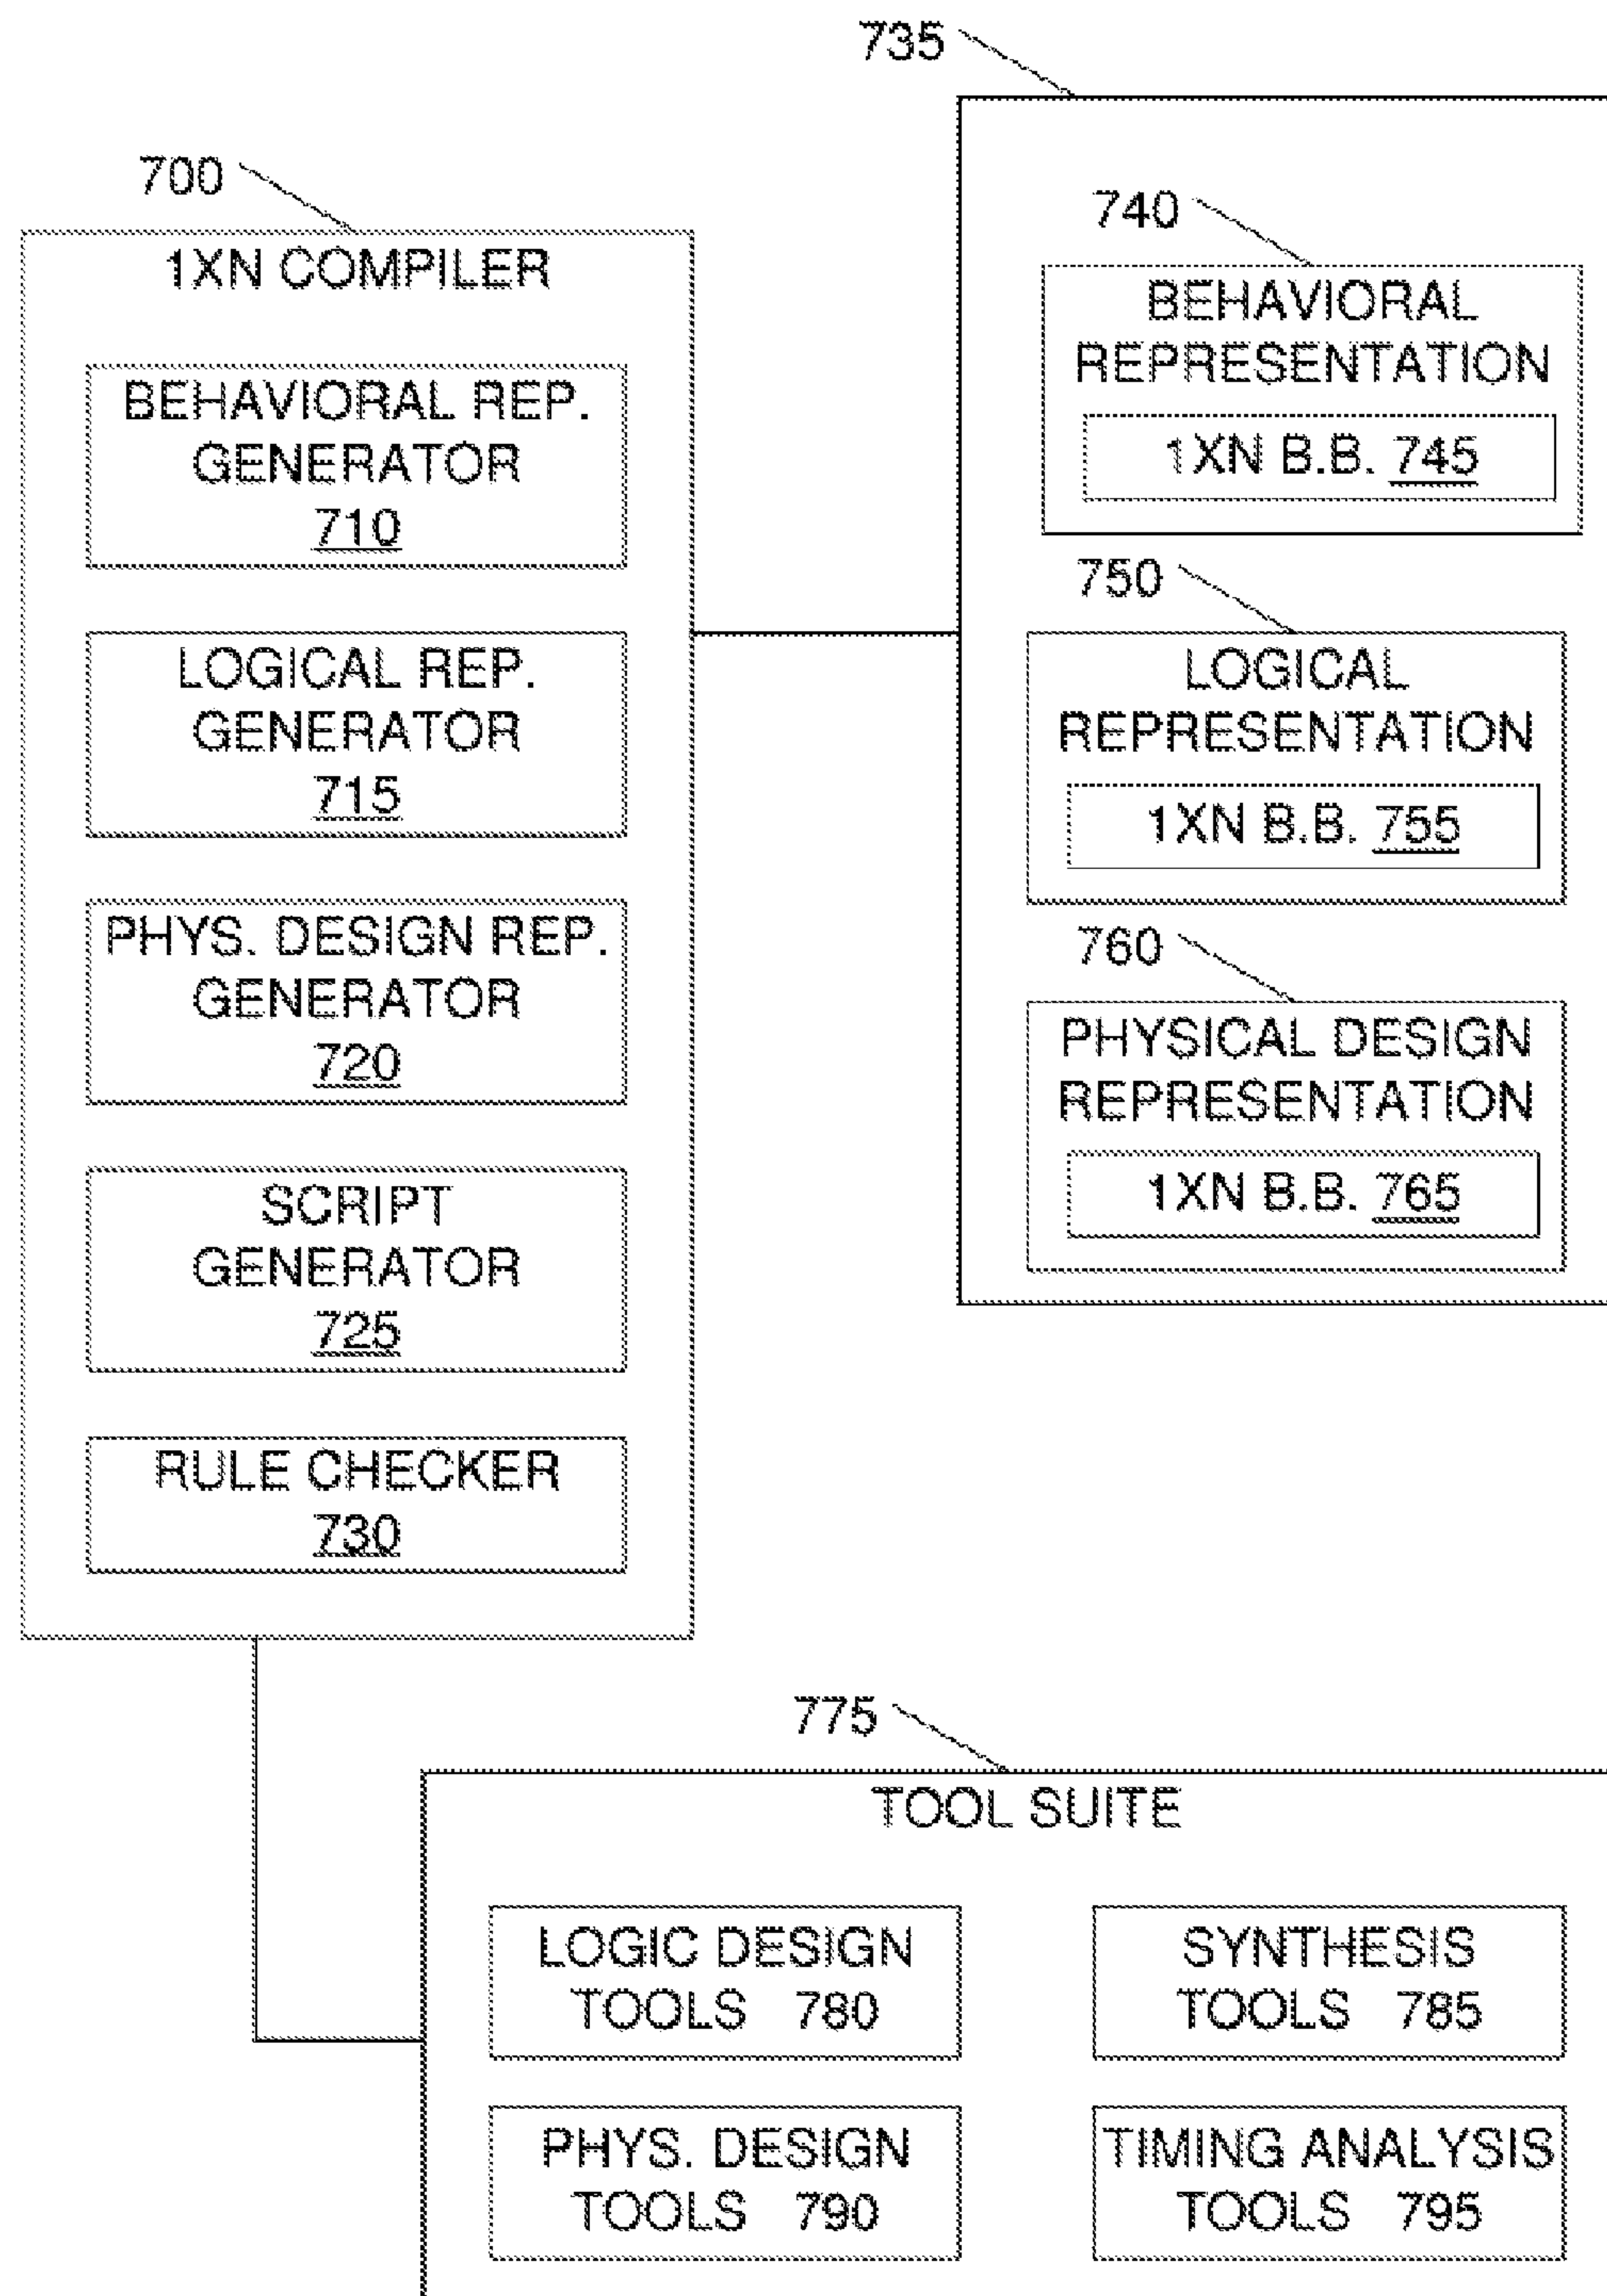 700
1XN COMPILER
BEHAVIORAL REP.
GENERATOR
710
LOGICAL REP.
GENERATOR
715
PHYS. DESIGN REP.
GENERATOR
720
SCRIPT
GENERATOR
725
RULE CHECKER
730
735
740
BEHAVIORAL
REPRESENTATION
1XN B.B. 745
750
LOGICAL
REPRESENTATION
1XN B.B. 755
760
PHYSICAL DESIGN
REPRESENTATION
1XN B.B. 765
775
TOOL SUITE
LOGIC DESIGN
TOOLS 780
SYNTHESIS
TOOLS 785
PHYS. DESIGN
TOOLS 790
TIMING ANALYSIS
TOOLS 795